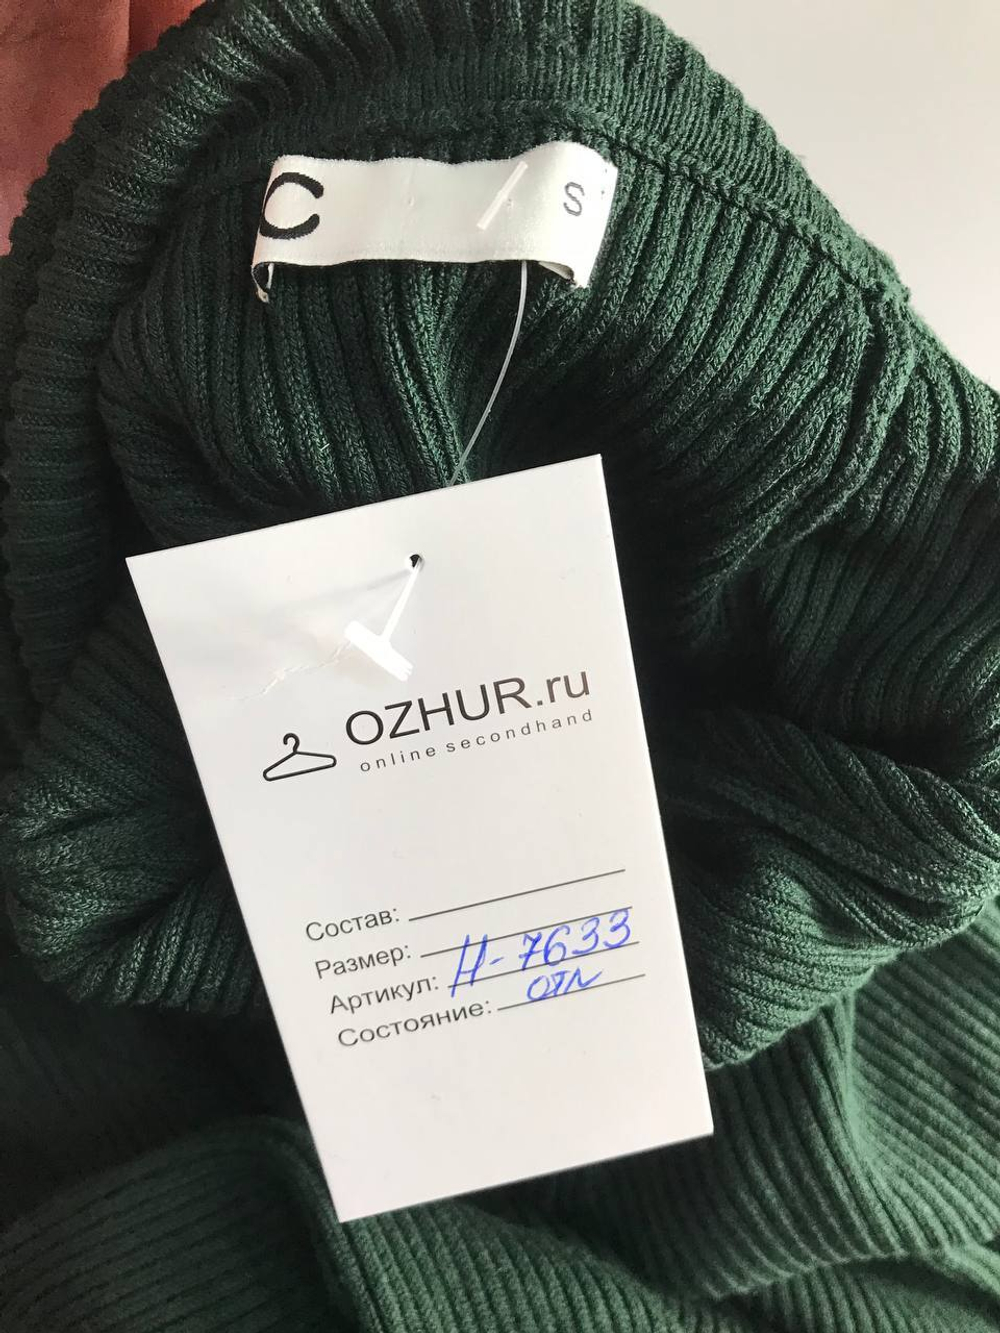 C S
OZHUR.ru
online secondhand
Состав:
Размер:
Артикул: Н-7633
Состояние: отл